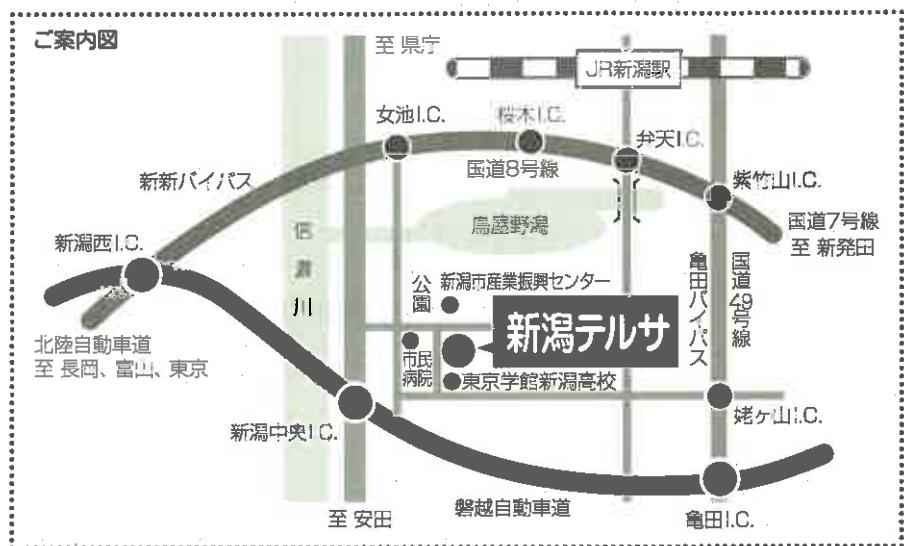 ご案内図
至 県庁
JR新潟駅
女池I.C.
桜木I.C.
弁天I.C.
国道8号線
紫竹山I.C.
新新バイパス
国道7号線
至 新発田
鳥屋野潟
信濃川
新潟西I.C.
公園
新潟市産業振興センター
亀田バイパス
国道49号線
新潟テルサ
北陸自動車道
至 長岡、富山、東京
市民
病院
東京学館新潟高校
姥ヶ山I.C.
新潟中央I.C.
磐越自動車道
至 安田
亀田I.C.